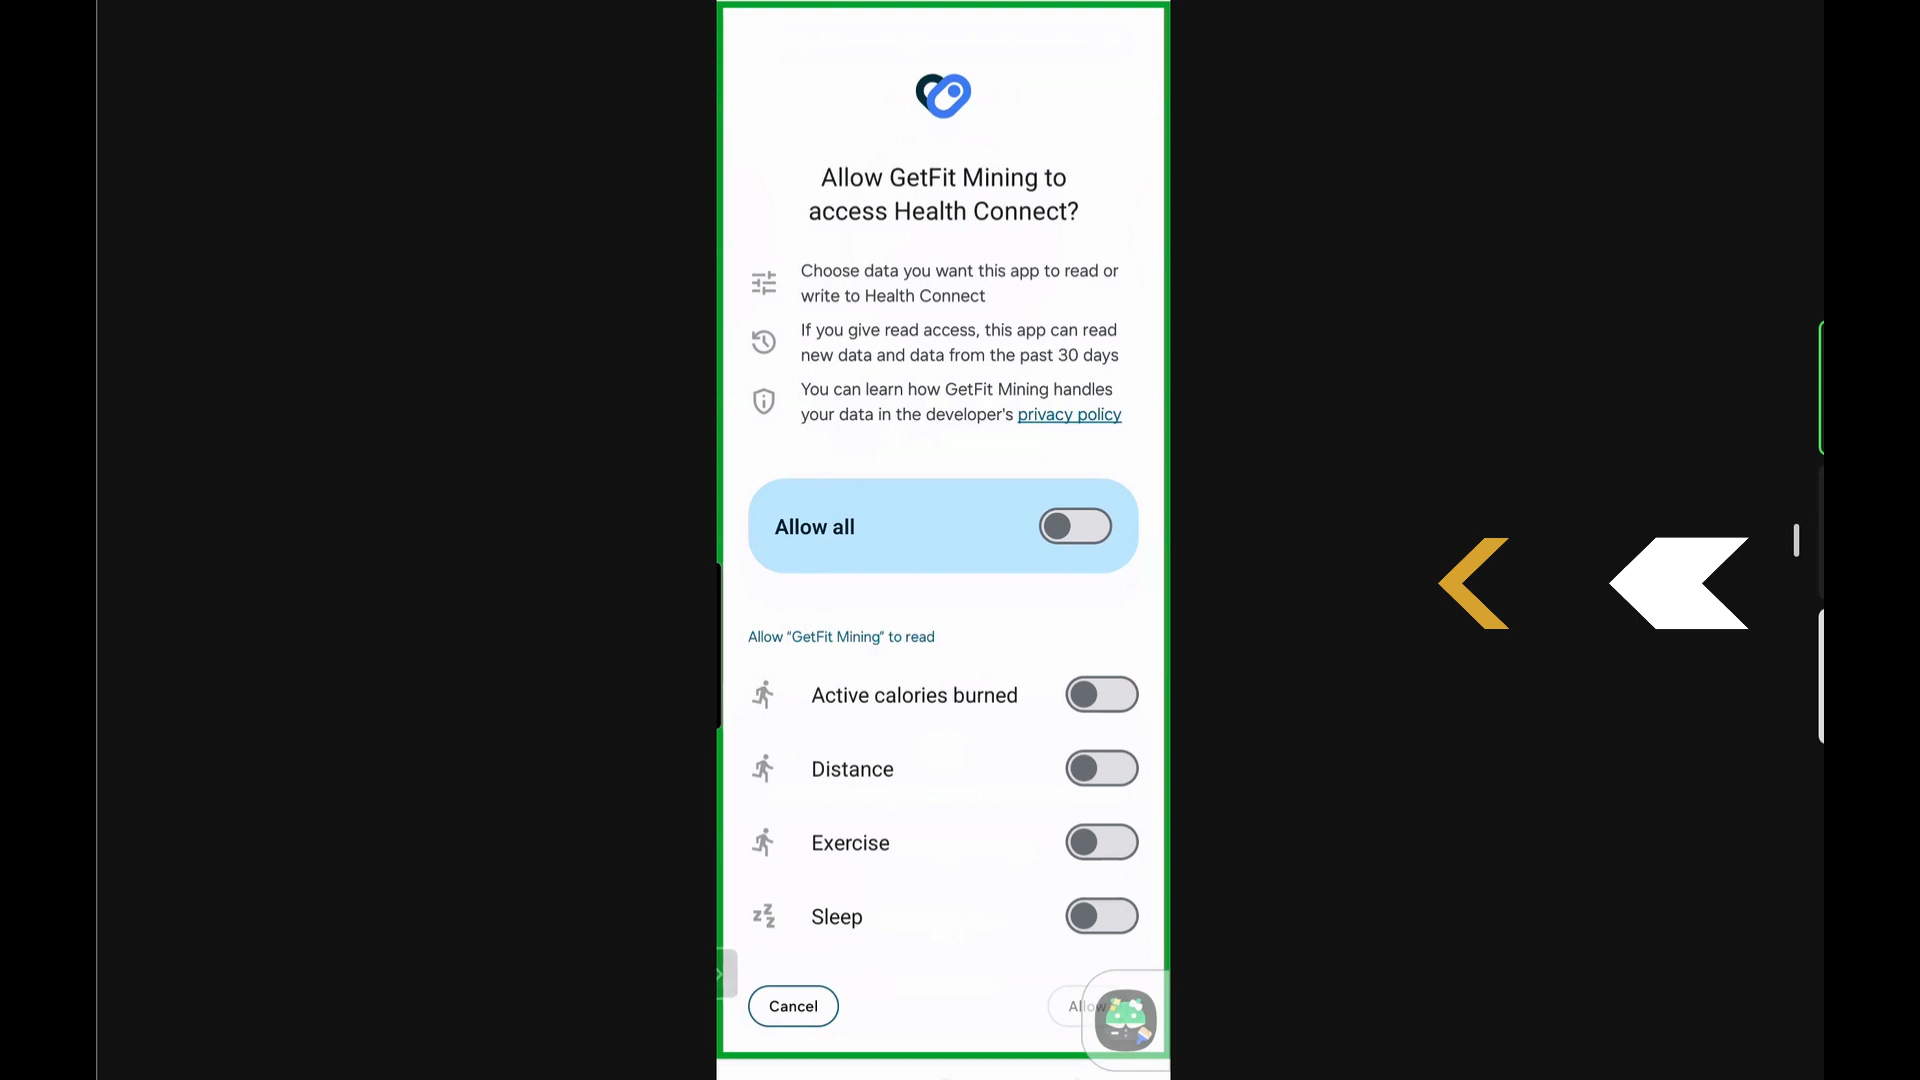 Allow GetFit Mining to
access Health Connect?
Choose data you want this app to read or
write to Health Connect
If you give read access, this app can read
new data and data from the past 30 days
You can learn how GetFit Mining handles
your data in the developer's privacy policy
Allow all
Allow “GetFit Mining” to read
Active calories burned
Distance
Exercise
Sleep
Cancel
Allow